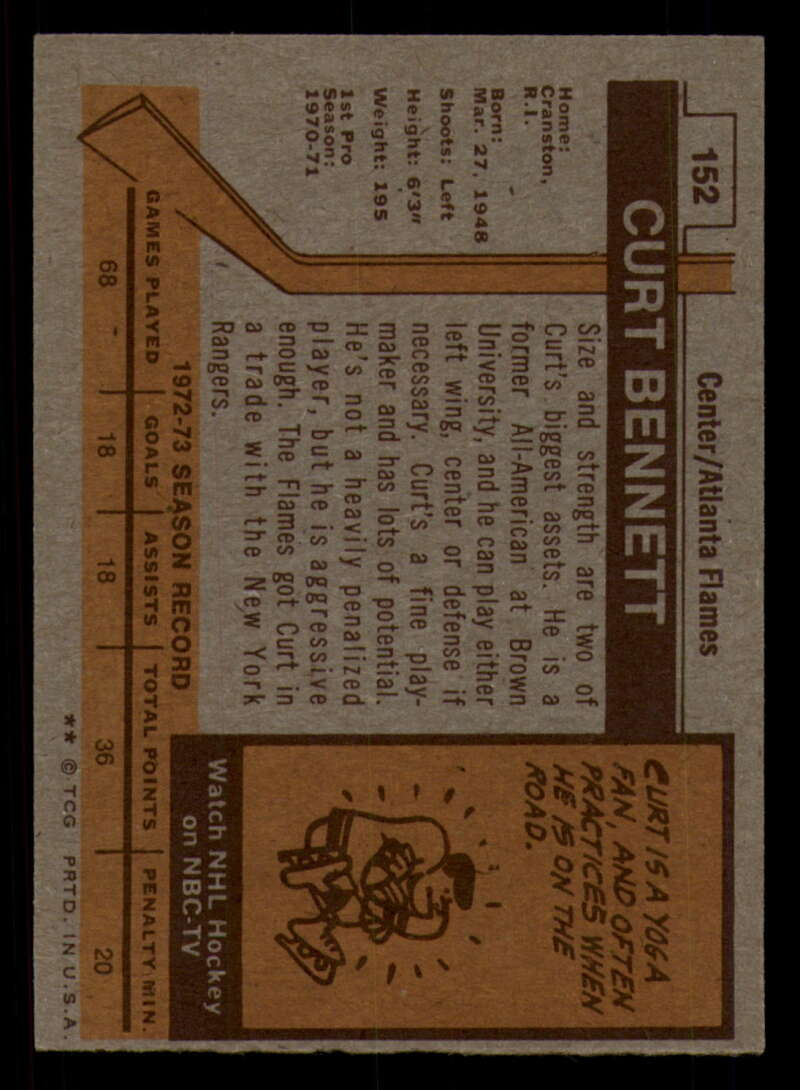 152
Center/Atlanta Flames
CURT BENNETT
Home:
Cranston,
R.I.
Born:
Mar. 27, 1948
Shoots: Left
Height: 6'3"
Weight: 195
1st Pro
Season:
1970-71
Size and strength are two of
Curt's biggest assets. He is a
former All-American at Brown
University, and he can play either
left wing, center or defense if
necessary. Curt's a fine play-
maker and has lots of potential.
He's not a heavily penalized
player, but he is aggressive
enough. The Flames got Curt in
a trade with the New York
Rangers.
CURT IS A YOGA
FAN, AND OFTEN
PRACTICES WHEN
HE IS ON THE
ROAD.
Watch NHL Hockey
on NBC-TV
1972-73 SEASON RECORD
GAMES PLAYED GOALS ASSISTS TOTAL POINTS PENALTY MIN.
68 18 18 36 20
** © TCG PRTD. IN U.S.A.